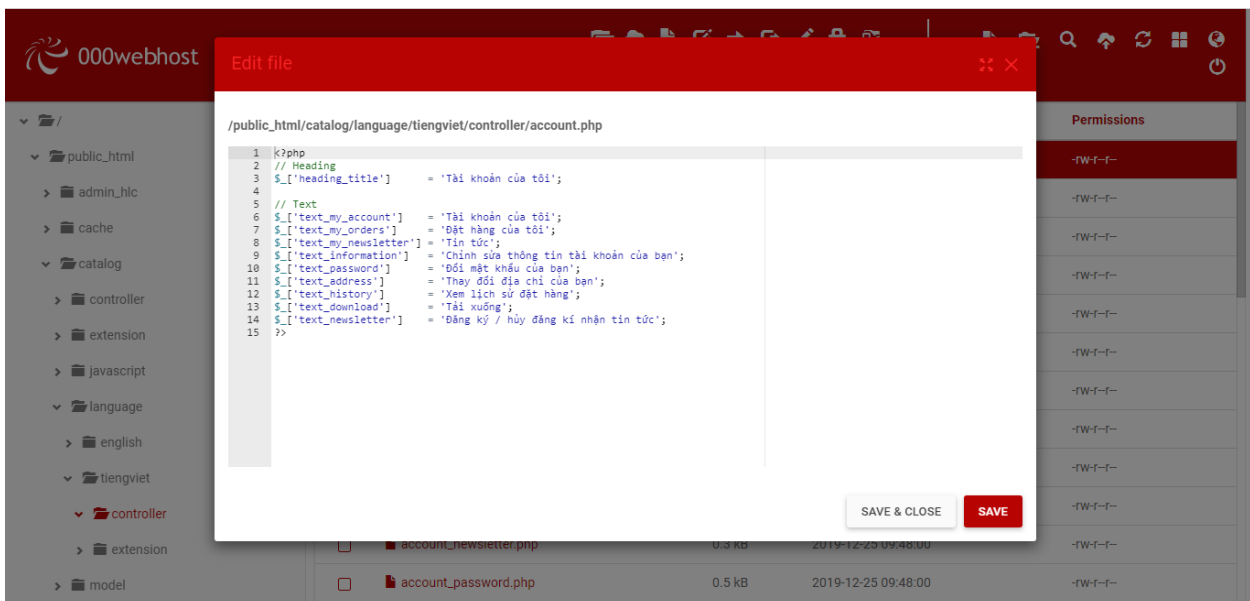 000webhost
Edit file
/public_html/catalog/language/tiengviet/controller/account.php
/
public_html
admin_hlc
cache
catalog
controller
extension
javascript
language
english
tiengviet
controller
extension
model
1 <?php
2 // Heading
3 $_['heading_title'] = 'Tài khoản của tôi';
4
5 // Text
6 $_['text_my_account'] = 'Tài khoản của tôi';
7 $_['text_my_orders'] = 'Đặt hàng của tôi';
8 $_['text_my_newsletter'] = 'Tin tức';
9 $_['text_information'] = 'Chỉnh sửa thông tin tài khoản của bạn';
10 $_['text_password'] = 'Đổi mật khẩu của bạn';
11 $_['text_address'] = 'Thay đổi địa chỉ của bạn';
12 $_['text_history'] = 'Xem lịch sử đặt hàng';
13 $_['text_download'] = 'Tải xuống';
14 $_['text_newsletter'] = 'Đăng ký / hủy đăng kí nhận tin tức';
15 ?>
SAVE & CLOSE
SAVE
Permissions
-rw-r--r--
-rw-r--r--
-rw-r--r--
-rw-r--r--
-rw-r--r--
-rw-r--r--
-rw-r--r--
-rw-r--r--
-rw-r--r--
-rw-r--r--
account_newsletter.php 0.3 kB 2019-12-25 09:48:00 -rw-r--r--
account_password.php 0.5 kB 2019-12-25 09:48:00 -rw-r--r--